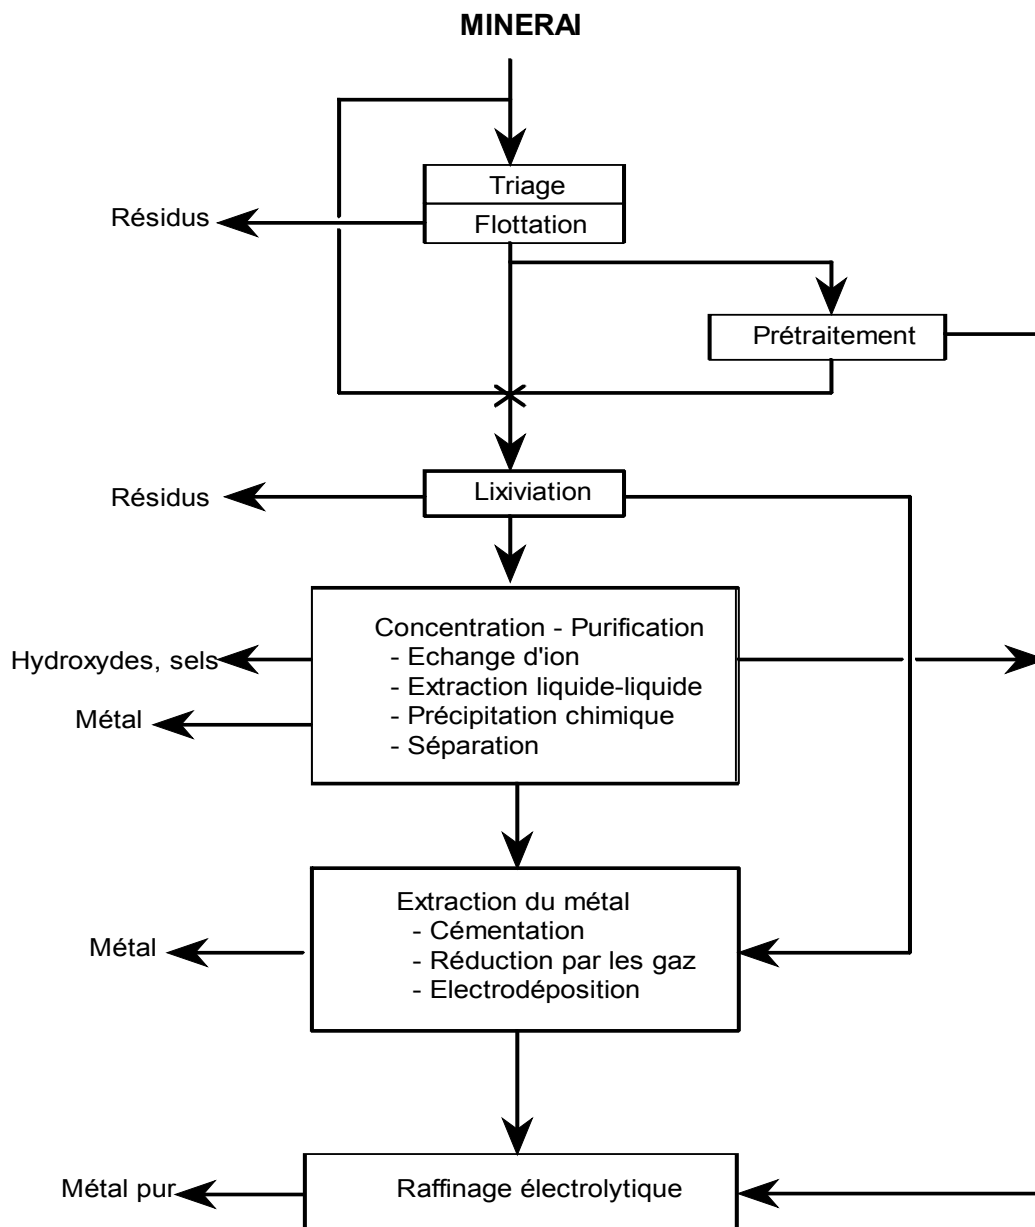 MINERAI
Triage
Résidus
Flottation
Prétraitement
Lixiviation
Résidus
Concentration - Purification
- Echange d'ion
Hydroxydes, sels
- Extraction liquide-liquide
Métal
- Précipitation chimique
- Séparation
Extraction du métal
- Cémentation
Métal
- Réduction par les gaz
- Electrodéposition
Métal pur
Raffinage électrolytique